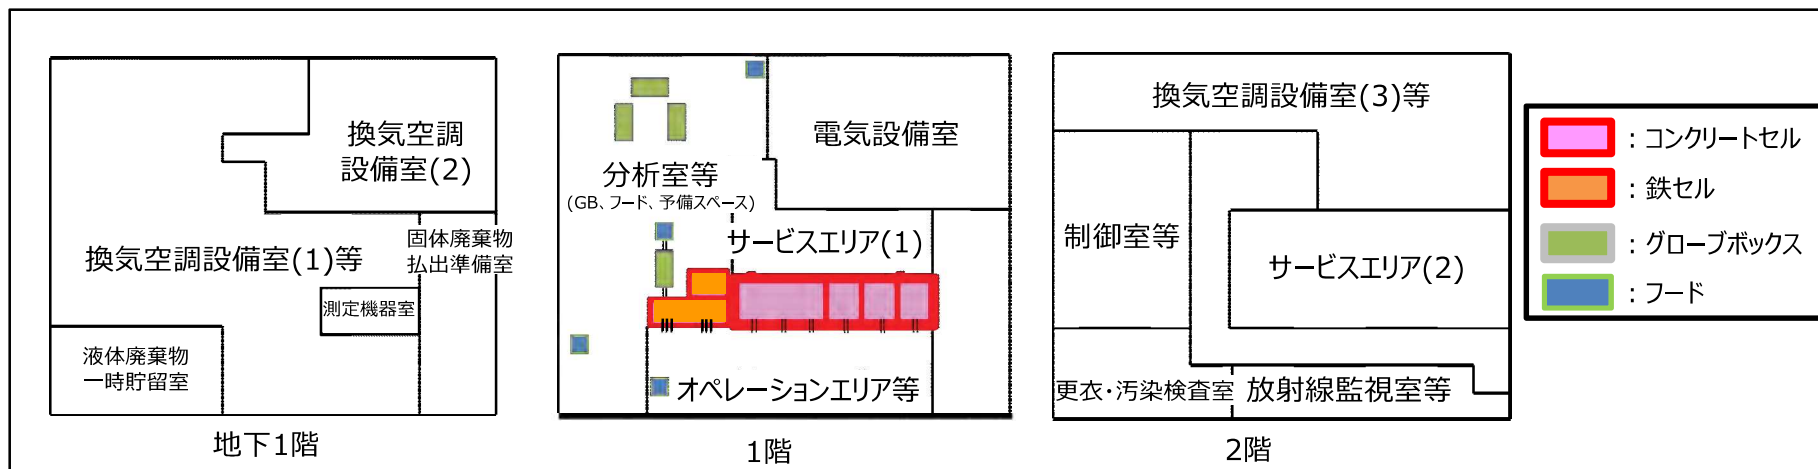 換気空調
設備室(2)
換気空調設備室(1)等
固体廃棄物
払出準備室
測定機器室
液体廃棄物
一時貯留室
地下1階
電気設備室
分析室等
(GB、フード、予備スペース)
サービスエリア(1)
オペレーションエリア等
1階
換気空調設備室(3)等
制御室等
サービスエリア(2)
更衣・汚染検査室
放射線監視室等
2階
：コンクリートセル
：鉄セル
：グローブボックス
：フード